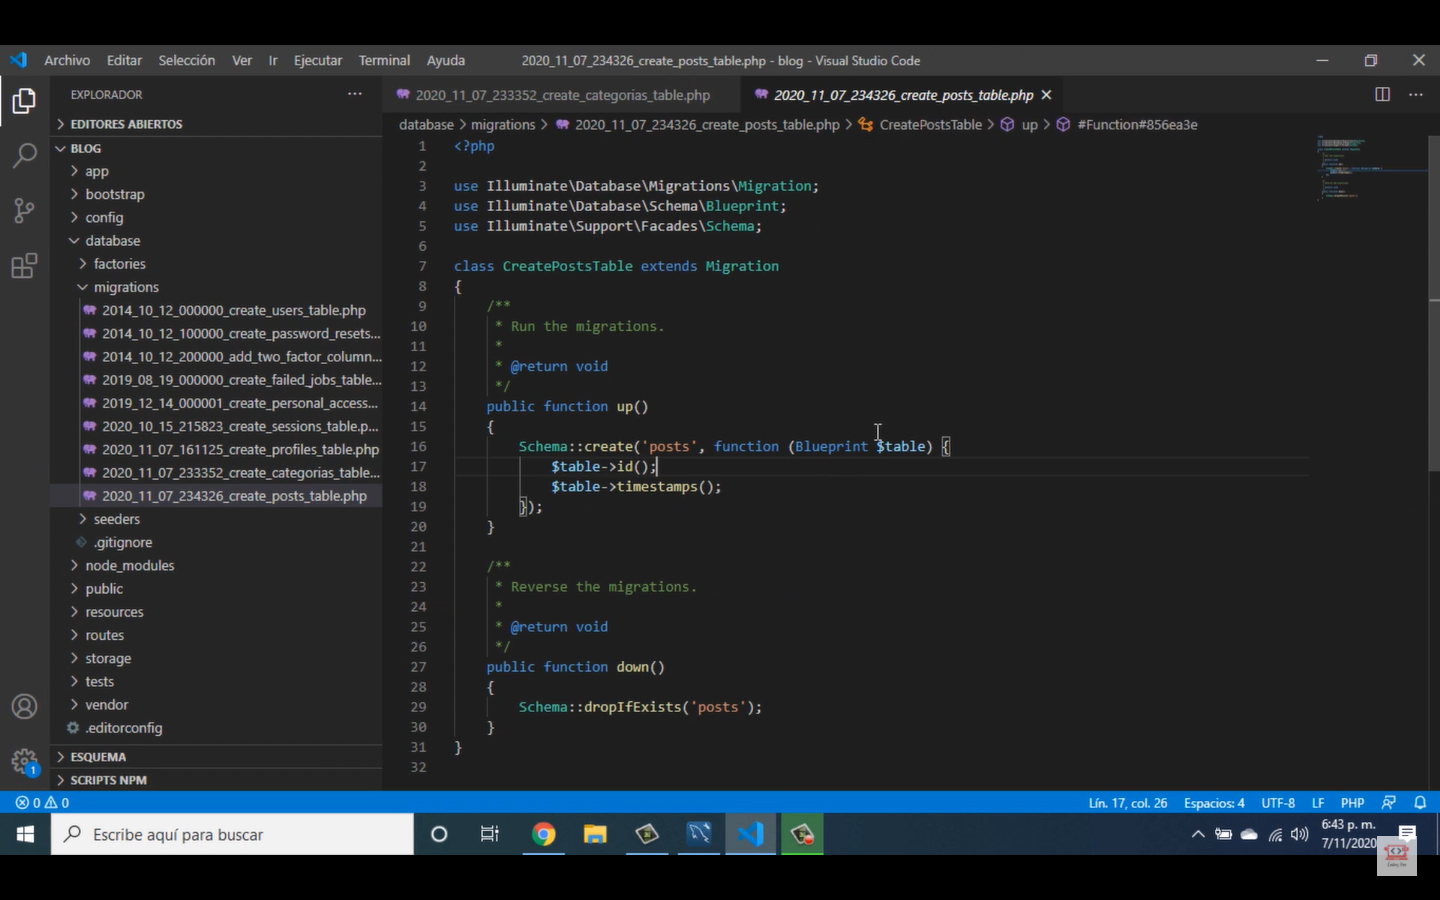 Archivo Editar Selección Ver Ir Ejecutar Terminal Ayuda 2020_11_07_234326_create_posts_table.php - blog - Visual Studio Code
EXPLORADOR ...
EDITORES ABIERTOS
BLOG
app
bootstrap
config
database
factories
migrations
2014_10_12_000000_create_users_table.php
2014_10_12_100000_create_password_resets...
2014_10_12_200000_add_two_factor_column...
2019_08_19_000000_create_failed_jobs_table...
2019_12_14_000001_create_personal_access...
2020_10_15_215823_create_sessions_table.p...
2020_11_07_161125_create_profiles_table.php
2020_11_07_233352_create_categorias_table...
2020_11_07_234326_create_posts_table.php
seeders
.gitignore
node_modules
public
resources
routes
storage
tests
vendor
.editorconfig
ESQUEMA
SCRIPTS NPM
2020_11_07_233352_create_categorias_table.php 2020_11_07_234326_create_posts_table.php
database > migrations > 2020_11_07_234326_create_posts_table.php > CreatePostsTable > up > #Function#856ea3e
1 <?php
2
3 use Illuminate\Database\Migrations\Migration;
4 use Illuminate\Database\Schema\Blueprint;
5 use Illuminate\Support\Facades\Schema;
6
7 class CreatePostsTable extends Migration
8 {
9 /**
10 * Run the migrations.
11 *
12 * @return void
13 */
14 public function up()
15 {
16 Schema::create('posts', function (Blueprint $table) {
17 $table->id();
18 $table->timestamps();
19 });
20 }
21
22 /**
23 * Reverse the migrations.
24 *
25 * @return void
26 */
27 public function down()
28 {
29 Schema::dropIfExists('posts');
30 }
31 }
32
0 0 Lín. 17, col. 26 Espacios: 4 UTF-8 LF PHP
1
Escribe aquí para buscar
6:43 p. m.
7/11/2020